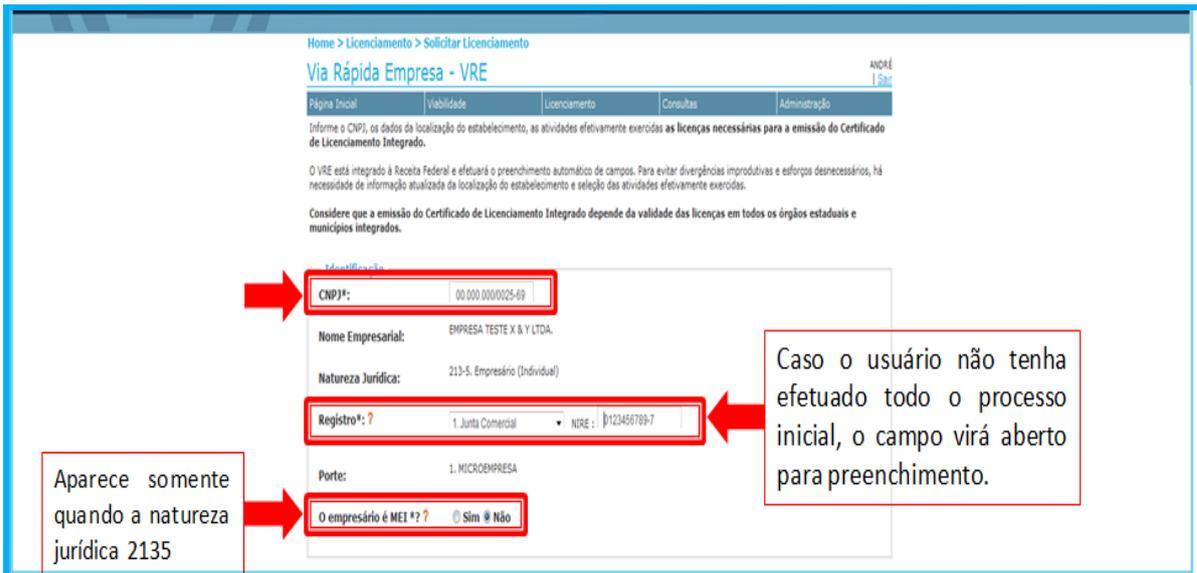 Home > Licenciamento > Solicitar Licenciamento
Via Rápida Empresa - VRE
ANDRÉ
| Sair
Página Inicial Viabilidade Licenciamento Consultas Administração
Informe o CNPJ, os dados da localização do estabelecimento, as atividades efetivamente exercidas as licenças necessárias para a emissão do Certificado
de Licenciamento Integrado.
O VRE está integrado à Receita Federal e efetuará o preenchimento automático de campos. Para evitar divergências improdutivas e esforços desnecessários, há
necessidade de informação atualizada da localização do estabelecimento e seleção das atividades efetivamente exercidas.
Considere que a emissão do Certificado de Licenciamento Integrado depende da validade das licenças em todos os órgãos estaduais e
municípios integrados.
Identificação
CNPJ*: 00.000.000/0025-69
Nome Empresarial: EMPRESA TESTE X & Y LTDA.
Natureza Jurídica: 213-5. Empresário (Individual)
Registro*: ? 1. Junta Comercial NIRE : 0123456789-7
Porte: 1. MICROEMPRESA
O empresário é MEI *? ? Sim Não
Caso o usuário não tenha
efetuado todo o processo
inicial, o campo virá aberto
para preenchimento.
Aparece somente
quando a natureza
jurídica 2135